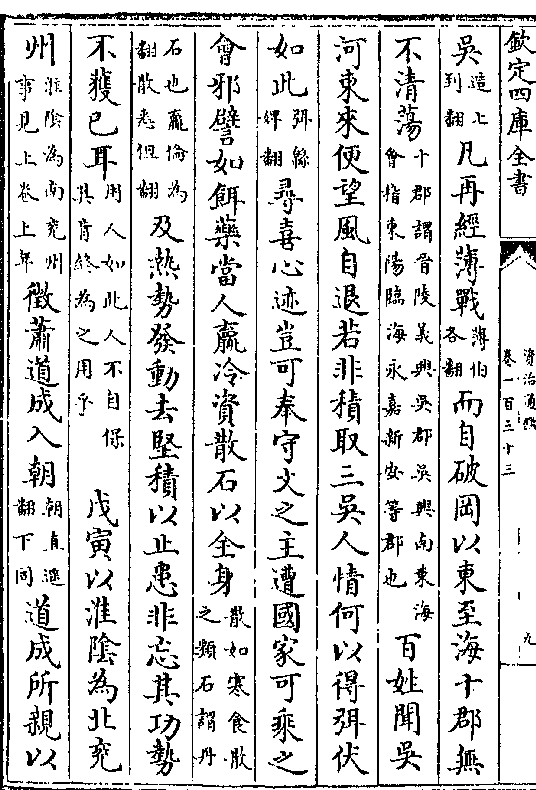 欽定四庫全書
資治通鑑
卷一百三十三
九
吳造七到翻凡再經薄戰薄伯各翻而自破岡以東至海十郡無
不清蕩十郡謂晉陵義興吳郡吳興南東海會稽東陽臨海永嘉新安等郡也百姓聞吳
河東來便望風自退若非積取三吳人情何以得弭伏
如此弭緜婢翻尋喜心迹豈可奉守文之主遭國家可乘之
會邪譬如餌藥當人羸冷資散石以全身散如寒食散之類石謂丹
石也羸倫為翻散悉但翻及熱勢發動去堅積以止患非忘其功勢
不獲已耳用人如此人不自保其肯終為之用乎戊寅以淮隂為北兖
州淮隂為南兖州事見上卷上年徵蕭道成入朝朝直遥翻下同道成所親以